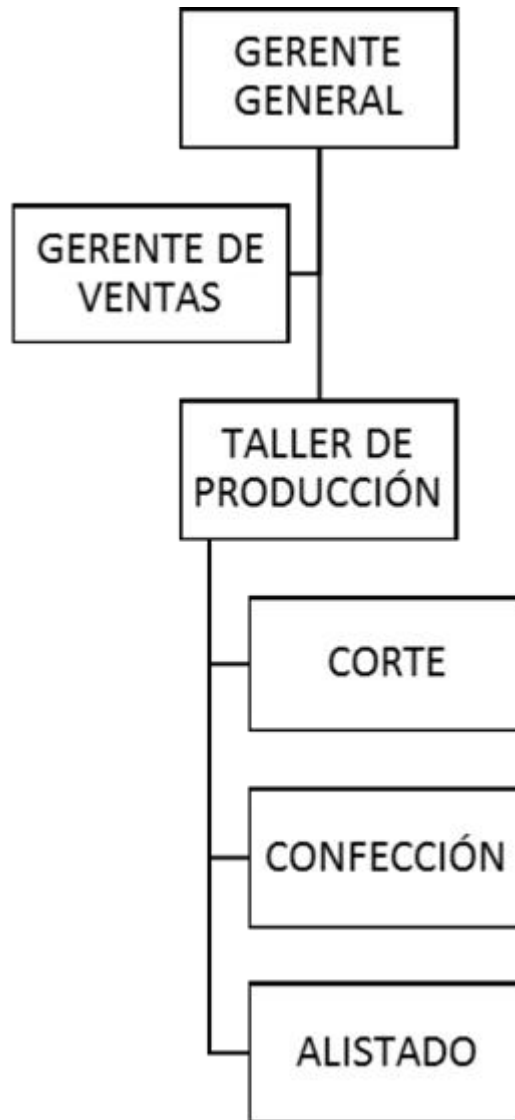 GERENTE
GENERAL
GERENTE DE
VENTAS
TALLER DE
PRODUCCIÓN
CORTE
CONFECCIÓN
ALISTADO